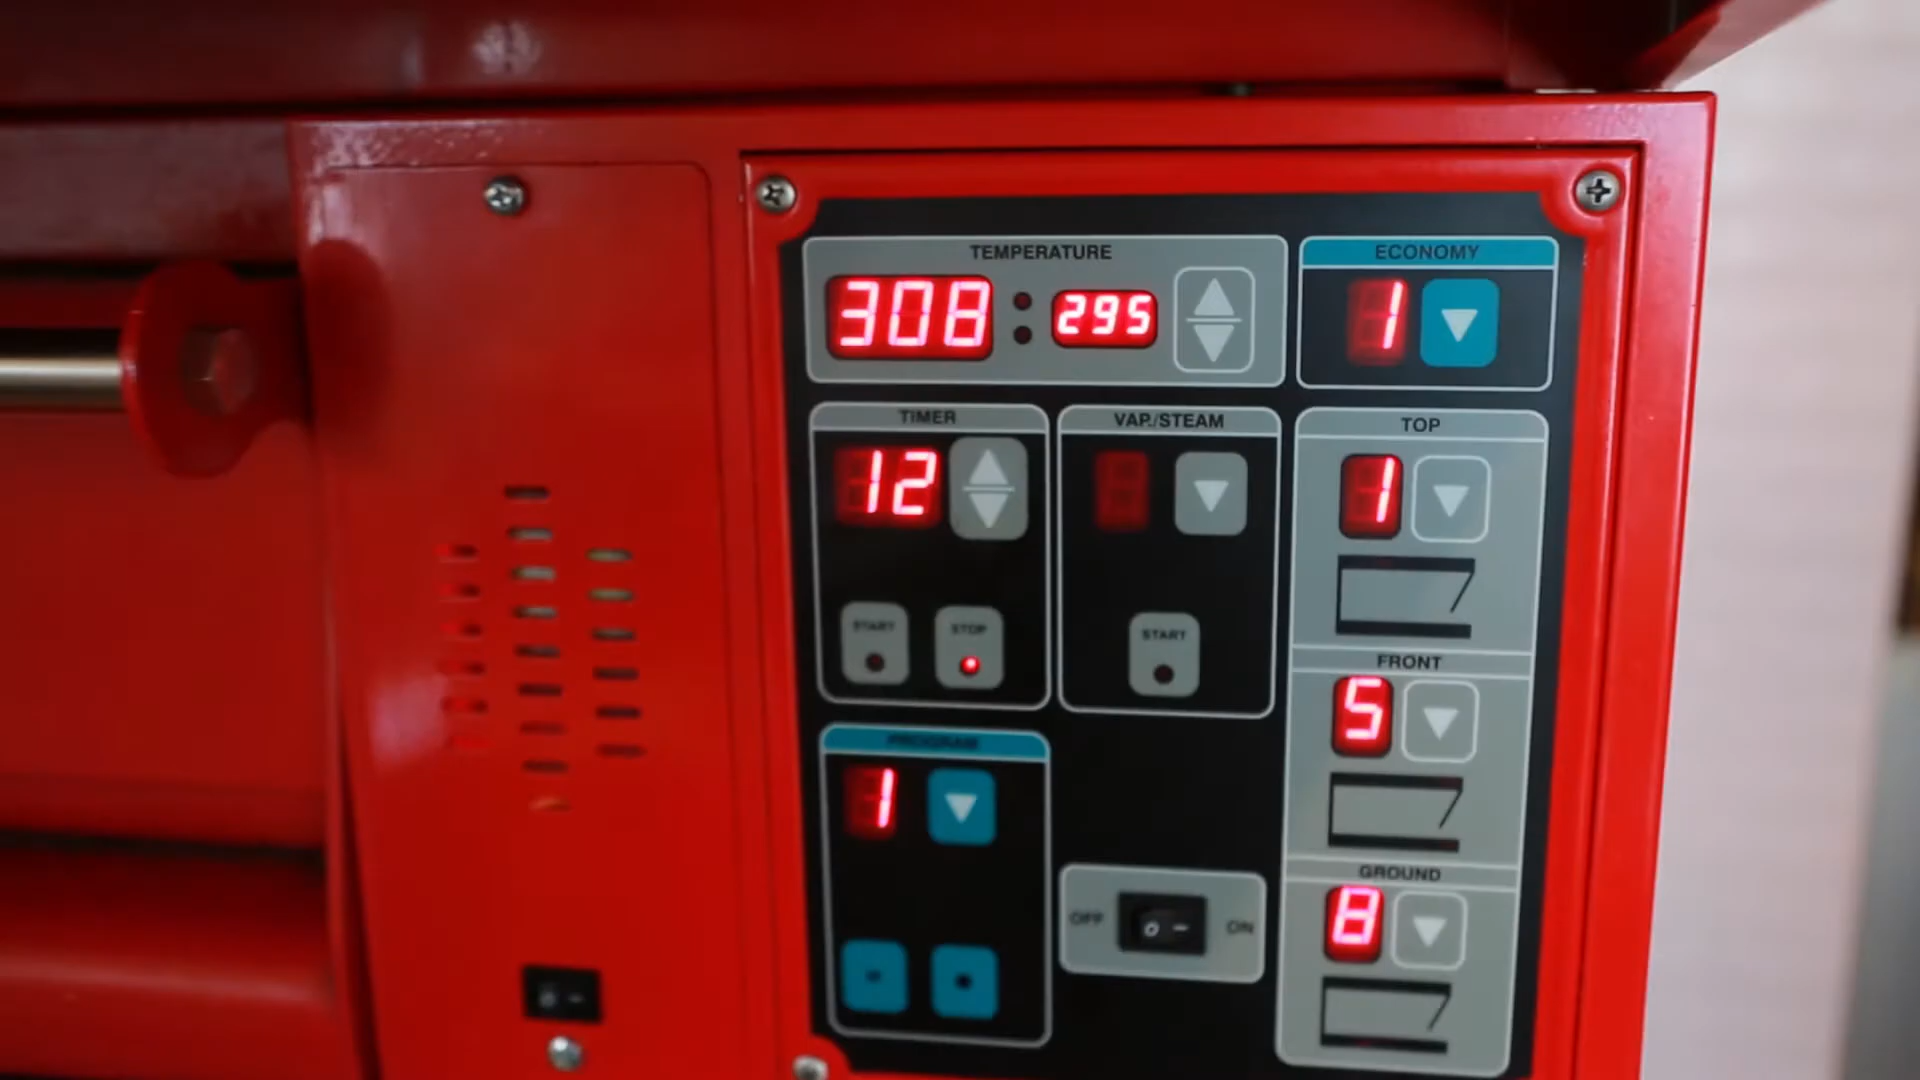 TEMPERATURE
308 : 295
ECONOMY
1
TIMER
12
START
STOP
VAP./STEAM
START
TOP
1
FRONT
5
GROUND
8
PROGRAM
1
OFF
O -
ON
O -